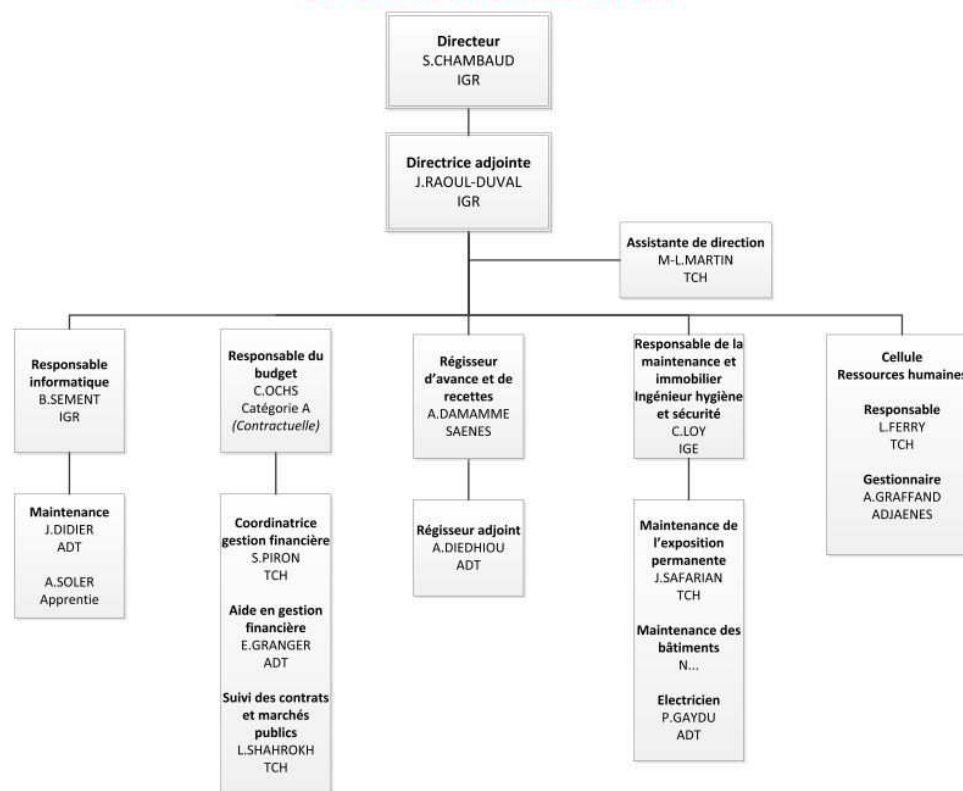 Directeur
S.CHAMBAUD
IGR
Directrice adjointe
J.RAOUL-DUVAL
IGR
Assistante de direction
M-L.MARTIN
TCH
Responsable
informatique
B.SEMENT
IGR
Responsable du
budget
C.OCHS
Catégorie A
(Contractuelle)
Régisseur
d'avance et de
recettes
A.DAMAMME
SAENES
Responsable de la
maintenance et
immobilier
Ingénieur hygiène
et sécurité
C.LOY
IGE
Cellule
Ressources humaines
Responsable
L.FERRY
TCH
Gestionnaire
A.GRAFFAND
ADJAENES
Maintenance
J.DIDIER
ADT
A.SOLER
Apprentie
Coordinatrice
gestion financière
S.PIRON
TCH
Aide en gestion
financière
E.GRANGER
ADT
Suivi des contrats
et marchés
publics
L.SHAHROKH
TCH
Régisseur adjoint
A.DIEDHIOU
ADT
Maintenance de
l'exposition
permanente
J.SAFARIAN
TCH
Maintenance des
bâtiments
N...
Electricien
P.GAYDU
ADT